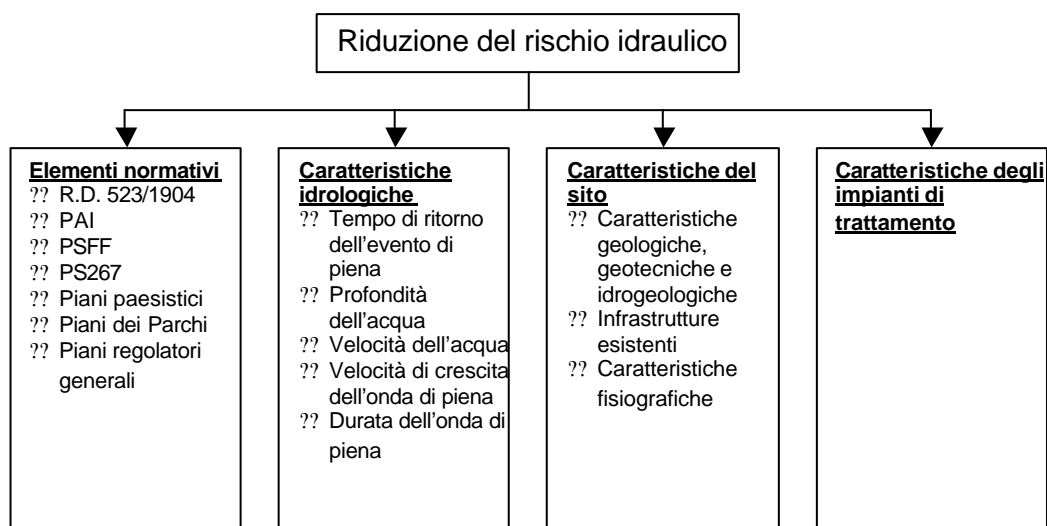 Riduzione del rischio idraulico
Elementi normativi
?? R.D. 523/1904
?? PAI
?? PSFF
?? PS267
?? Piani paesistici
?? Piani dei Parchi
?? Piani regolatori
generali
Caratteristiche
idrologiche
?? Tempo di ritorno
dell'evento di
piena
?? Profondità
dell'acqua
?? Velocità dell'acqua
?? Velocità di crescita
dell'onda di piena
?? Durata dell'onda di
piena
Caratteristiche del
sito
?? Caratteristiche
geologiche,
geotecniche e
idrogeologiche
?? Infrastrutture
esistenti
?? Caratteristiche
fisiografiche
Caratteristiche degli
impianti di
trattamento